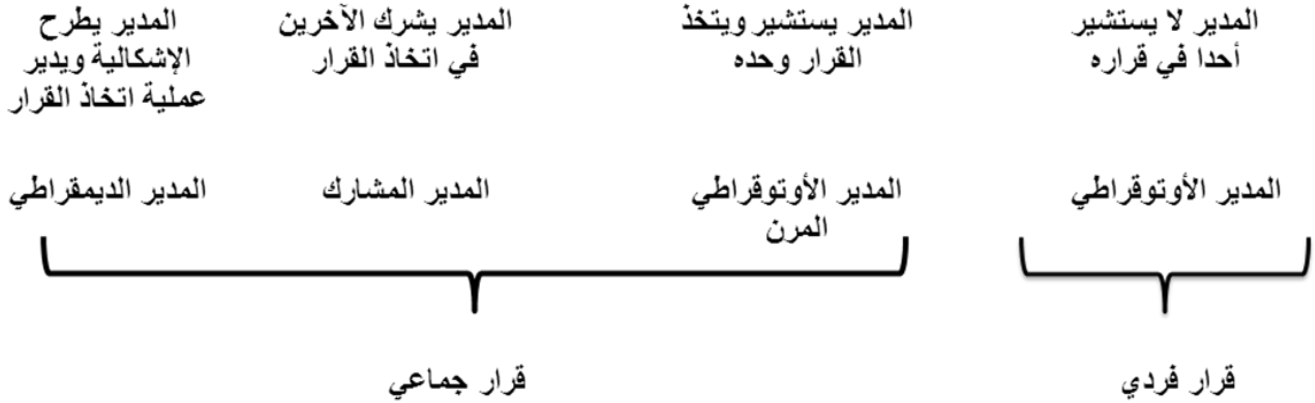 المدير لا يستشير
أحدا في قراره
المدير يستشير ويتخذ
القرار وحده
المدير يشرك الآخرين
في اتخاذ القرار
المدير يطرح
الإشكالية ويدير
عملية اتخاذ القرار
المدير الأوتوقراطي
المدير الأوتوقراطي
المرن
المدير المشارك
المدير الديمقراطي
قرار فردي
قرار جماعي